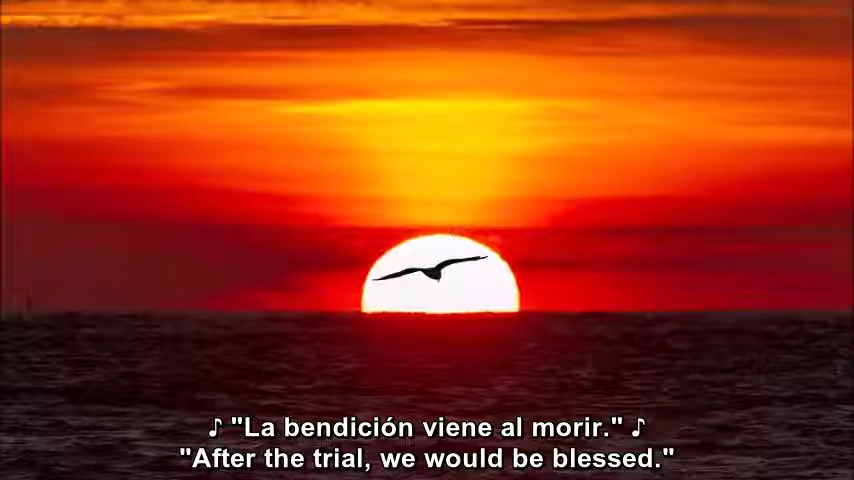 ♪ "La bendición viene al morir." ♪
"After the trial, we would be blessed."